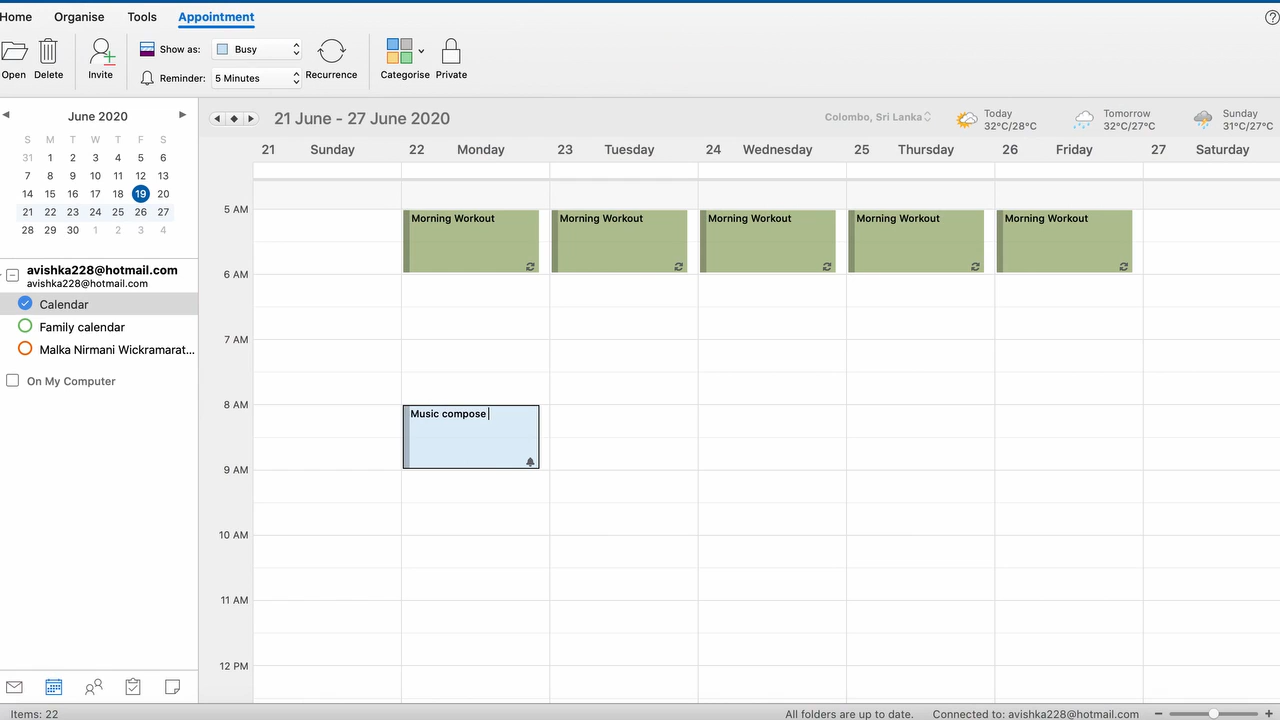 Home Organise Tools Appointment
?
Open Delete Invite Show as: Busy Recurrence Categorise Private
Reminder: 5 Minutes
June 2020
S M T W T F S
31 1 2 3 4 5 6
7 8 9 10 11 12 13
14 15 16 17 18 19 20
21 22 23 24 25 26 27
28 29 30 1 2 3 4
avishka228@hotmail.com
avishka228@hotmail.com
Calendar
Family calendar
Malka Nirmani Wickramarat...
On My Computer
21 June - 27 June 2020
Colombo, Sri Lanka
Today
32°C/28°C
Tomorrow
32°C/27°C
Sunday
31°C/27°C
21 Sunday 22 Monday 23 Tuesday 24 Wednesday 25 Thursday 26 Friday 27 Saturday
5 AM
Morning Workout Morning Workout Morning Workout Morning Workout Morning Workout
6 AM
7 AM
8 AM
Music compose
9 AM
10 AM
11 AM
12 PM
Items: 22
All folders are up to date. Connected to: avishka228@hotmail.com